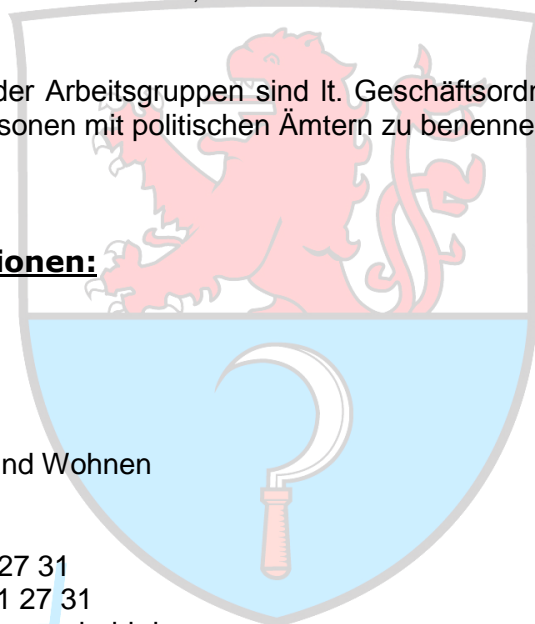 der Arbeitsgruppen sind lt. Geschäftsordn
sonen mit politischen Ämtern zu benenne
ionen:
nd Wohnen
27 31
1 27 31